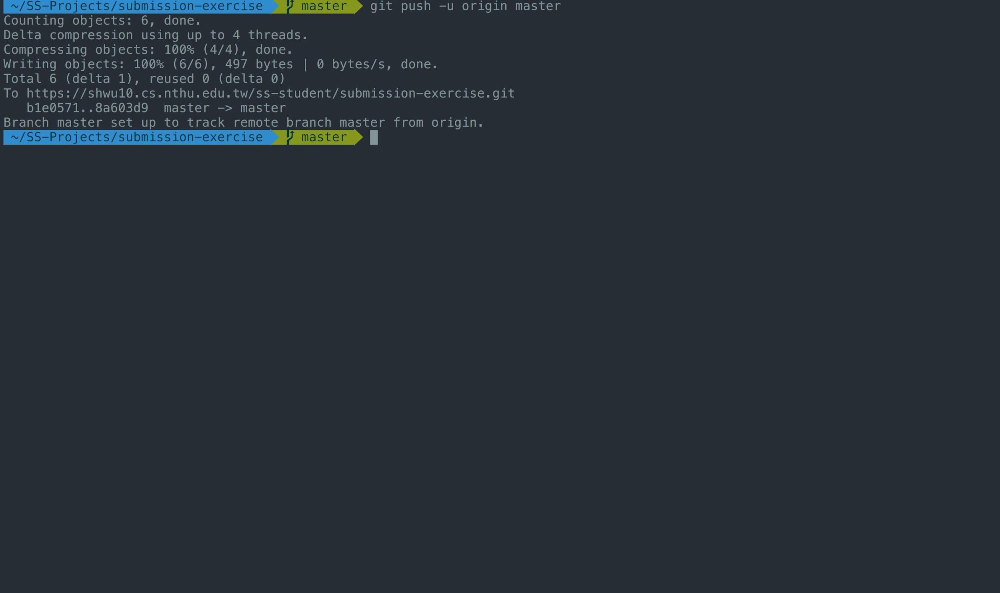 ~/SS-Projects/submission-exercise master git push -u origin master
Counting objects: 6, done.
Delta compression using up to 4 threads.
Compressing objects: 100% (4/4), done.
Writing objects: 100% (6/6), 497 bytes | 0 bytes/s, done.
Total 6 (delta 1), reused 0 (delta 0)
To https://shwu10.cs.nthu.edu.tw/ss-student/submission-exercise.git
   b1e0571..8a603d9  master -> master
Branch master set up to track remote branch master from origin.
~/SS-Projects/submission-exercise master